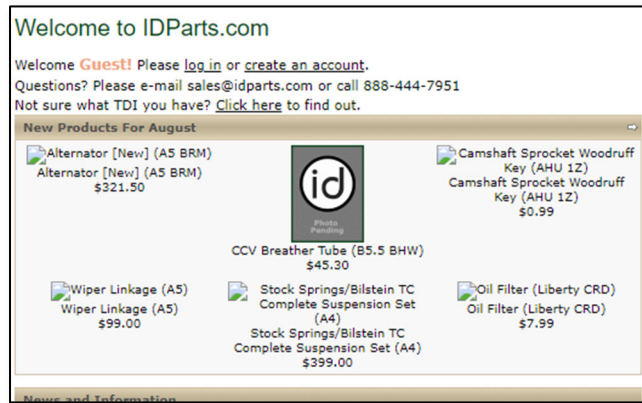 Welcome to IDParts.com
Welcome Guest! Please log in or create an account.
Questions? Please e-mail sales@idparts.com or call 888-444-7951
Not sure what TDI you have? Click here to find out.
New Products For August
Alternator [New] (A5 BRM)
Alternator [New] (A5 BRM)
$321.50
id
Photo
Pending
CCV Breather Tube (B5.5 BHW)
$45.30
Camshaft Sprocket Woodruff
Key (AHU 1Z)
Camshaft Sprocket Woodruff
Key (AHU 1Z)
$0.99
Wiper Linkage (A5)
Wiper Linkage (A5)
$99.00
Stock Springs/Bilstein TC
Complete Suspension Set
(A4)
Stock Springs/Bilstein TC
Complete Suspension Set (A4)
$399.00
Oil Filter (Liberty CRD)
Oil Filter (Liberty CRD)
$7.99
News and Information